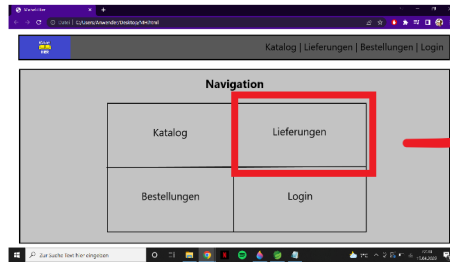 Katalog | Lieferungen | Bestellungen | Login
Navigation
Katalog
Lieferungen
Bestellungen
Login
Zur Suche Text hier eingeben